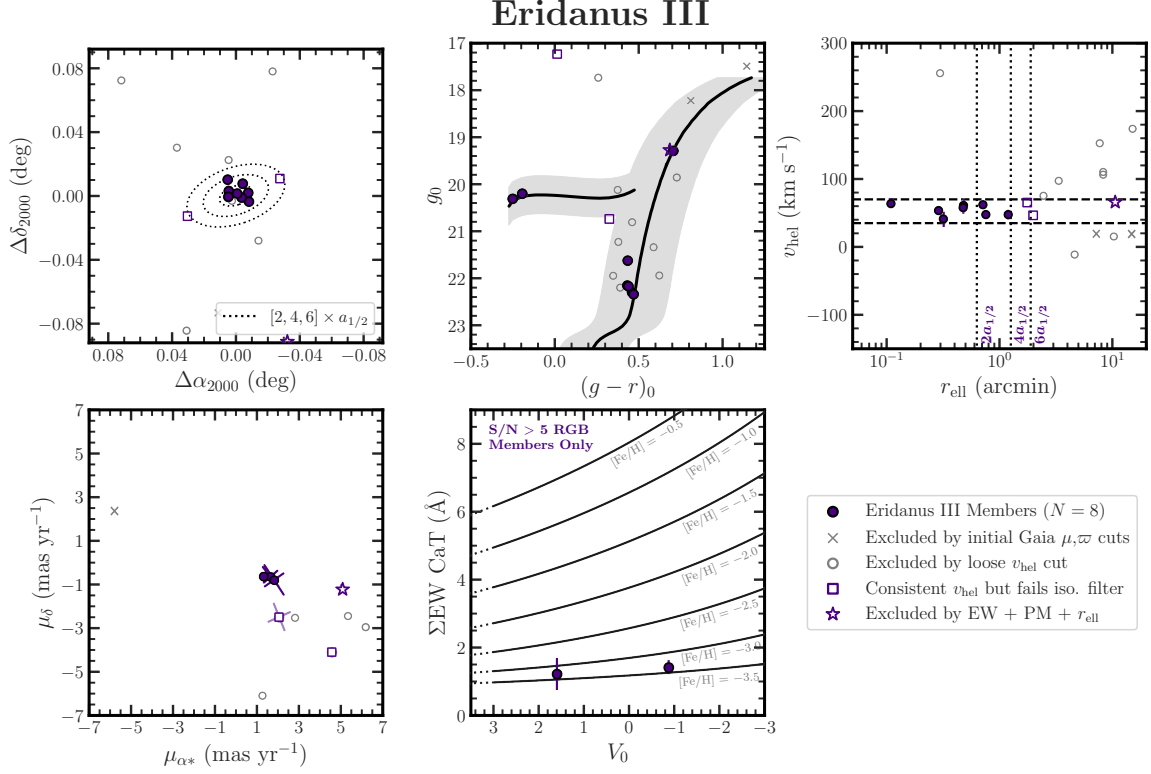 Eridanus III
0.08
0.04
0.00
−0.04
−0.08
Δδ2000 (deg)
[2, 4, 6] × a1/2
0.08
0.04
0.00
−0.04
−0.08
Δα2000 (deg)
17
18
19
20
21
22
23
g0
−0.5
0.0
0.5
1.0
(g − r)0
300
200
100
0
−100
vhel (km s−1)
2a1/2
4a1/2
6a1/2
10−1
100
101
rell (arcmin)
7
5
3
1
−1
−3
−5
−7
μδ (mas yr−1)
−7
−5
−3
−1
1
3
5
7
μα* (mas yr−1)
S/N > 5 RGB
Members Only
[Fe/H] = −0.5
[Fe/H] = −1.0
[Fe/H] = −1.5
[Fe/H] = −2.0
[Fe/H] = −2.5
[Fe/H] = −3.0
[Fe/H] = −3.5
8
6
4
2
0
ΣEW CaT (Å)
3
2
1
0
−1
−2
−3
V0
Eridanus III Members (N = 8)
Excluded by initial Gaia μ,ϖ cuts
Excluded by loose vhel cut
Consistent vhel but fails iso. filter
Excluded by EW + PM + rell